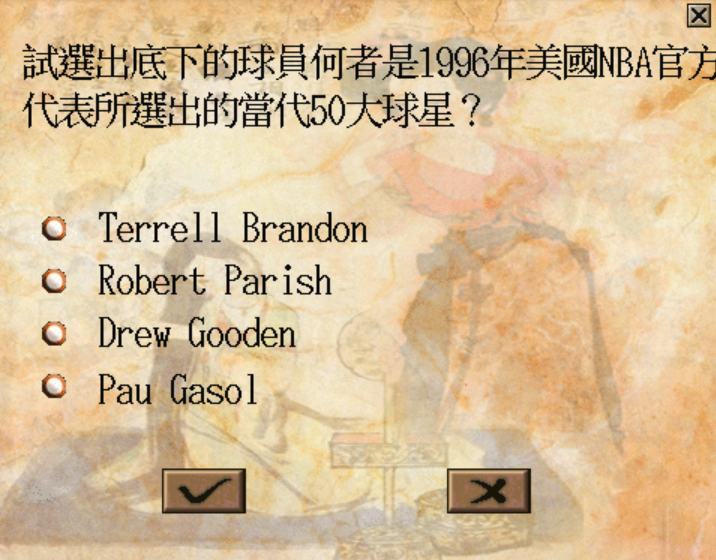 試選出底下的球員何者是1996年美國NBA官方
代表所選出的當代50大球星？
Terrell Brandon
Robert Parish
Drew Gooden
Pau Gasol